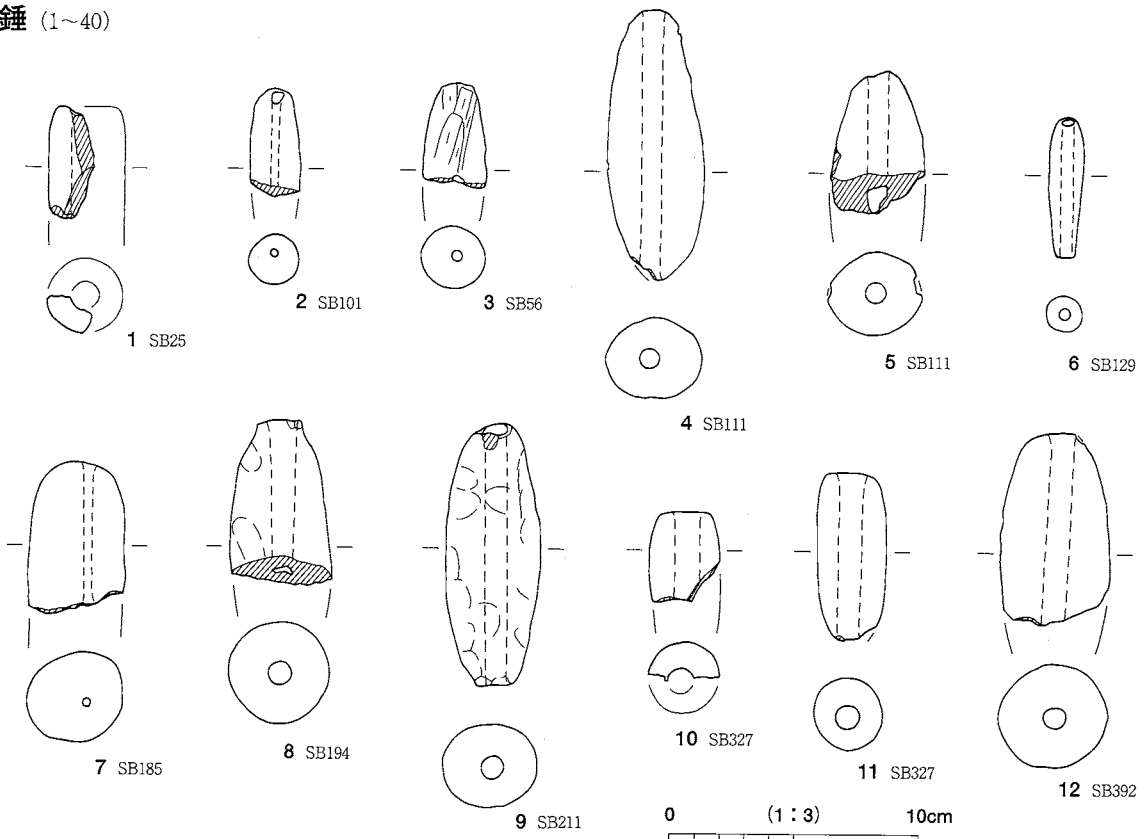 錘 (1~40)
1 SB25
2 SB101
3 SB56
4 SB111
5 SB111
6 SB129
7 SB185
8 SB194
9 SB211
10 SB327
11 SB327
12 SB392
0 (1:3) 10cm